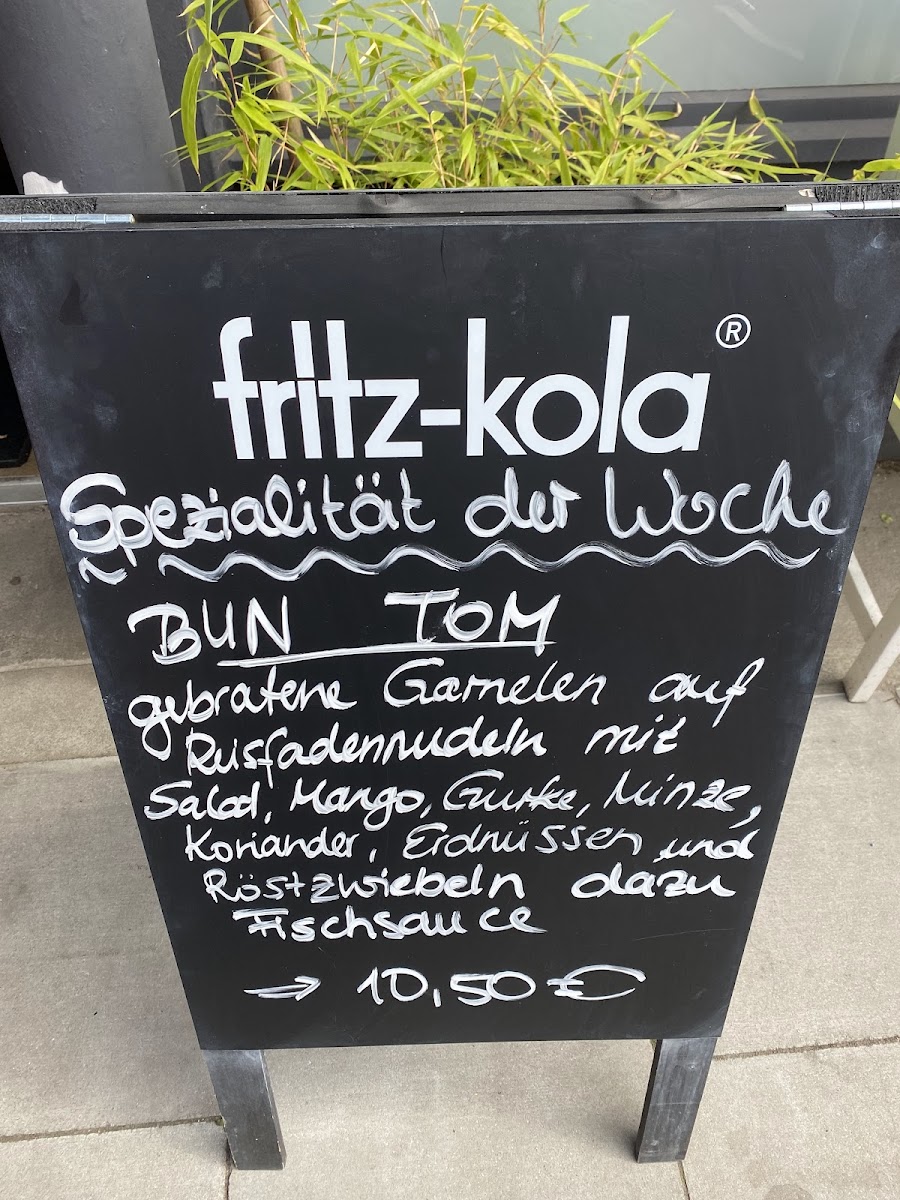 fritz-kola®
Spezialität der Woche
BUN TOM
gebratene Garnelen auf
Reisfadennudeln mit
Salad, Mango, Gurke, Minze,
Koriander, Erdnüssen und
Röstzwiebeln dazu
Fischsauce
→ 10,50 €